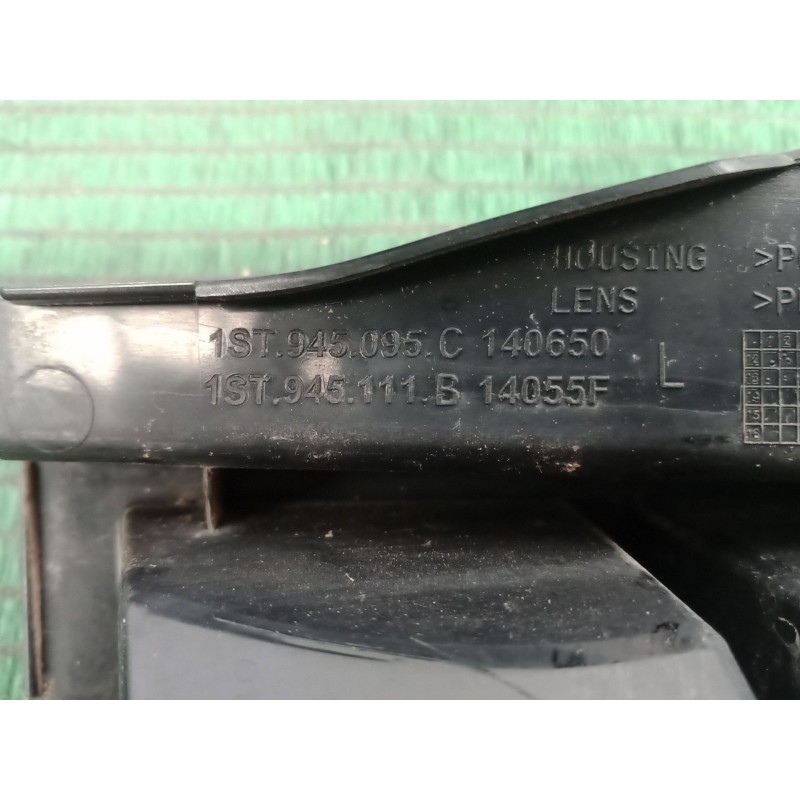 HOUSING
LENS
1ST.945.095.C 140650
1ST.945.111.B 14055F
L